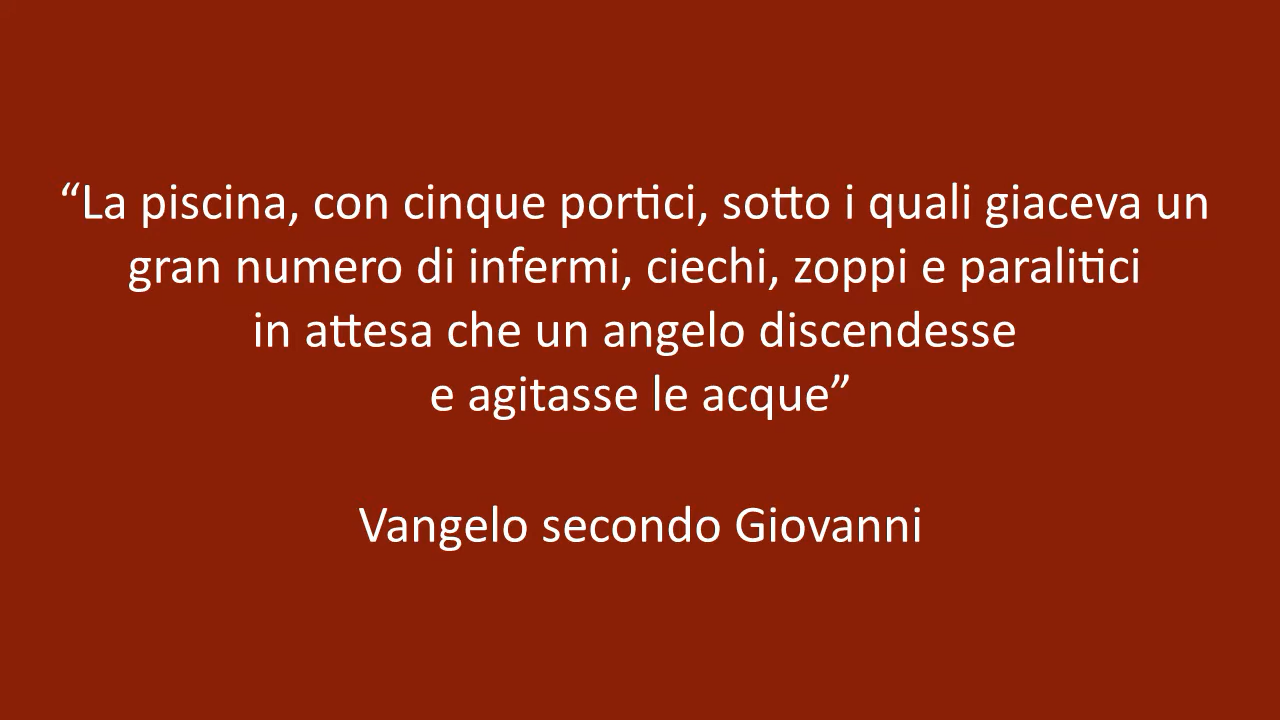 “La piscina, con cinque portici, sotto i quali giaceva un
gran numero di infermi, ciechi, zoppi e paralitici
in attesa che un angelo discendesse
e agitasse le acque”
Vangelo secondo Giovanni